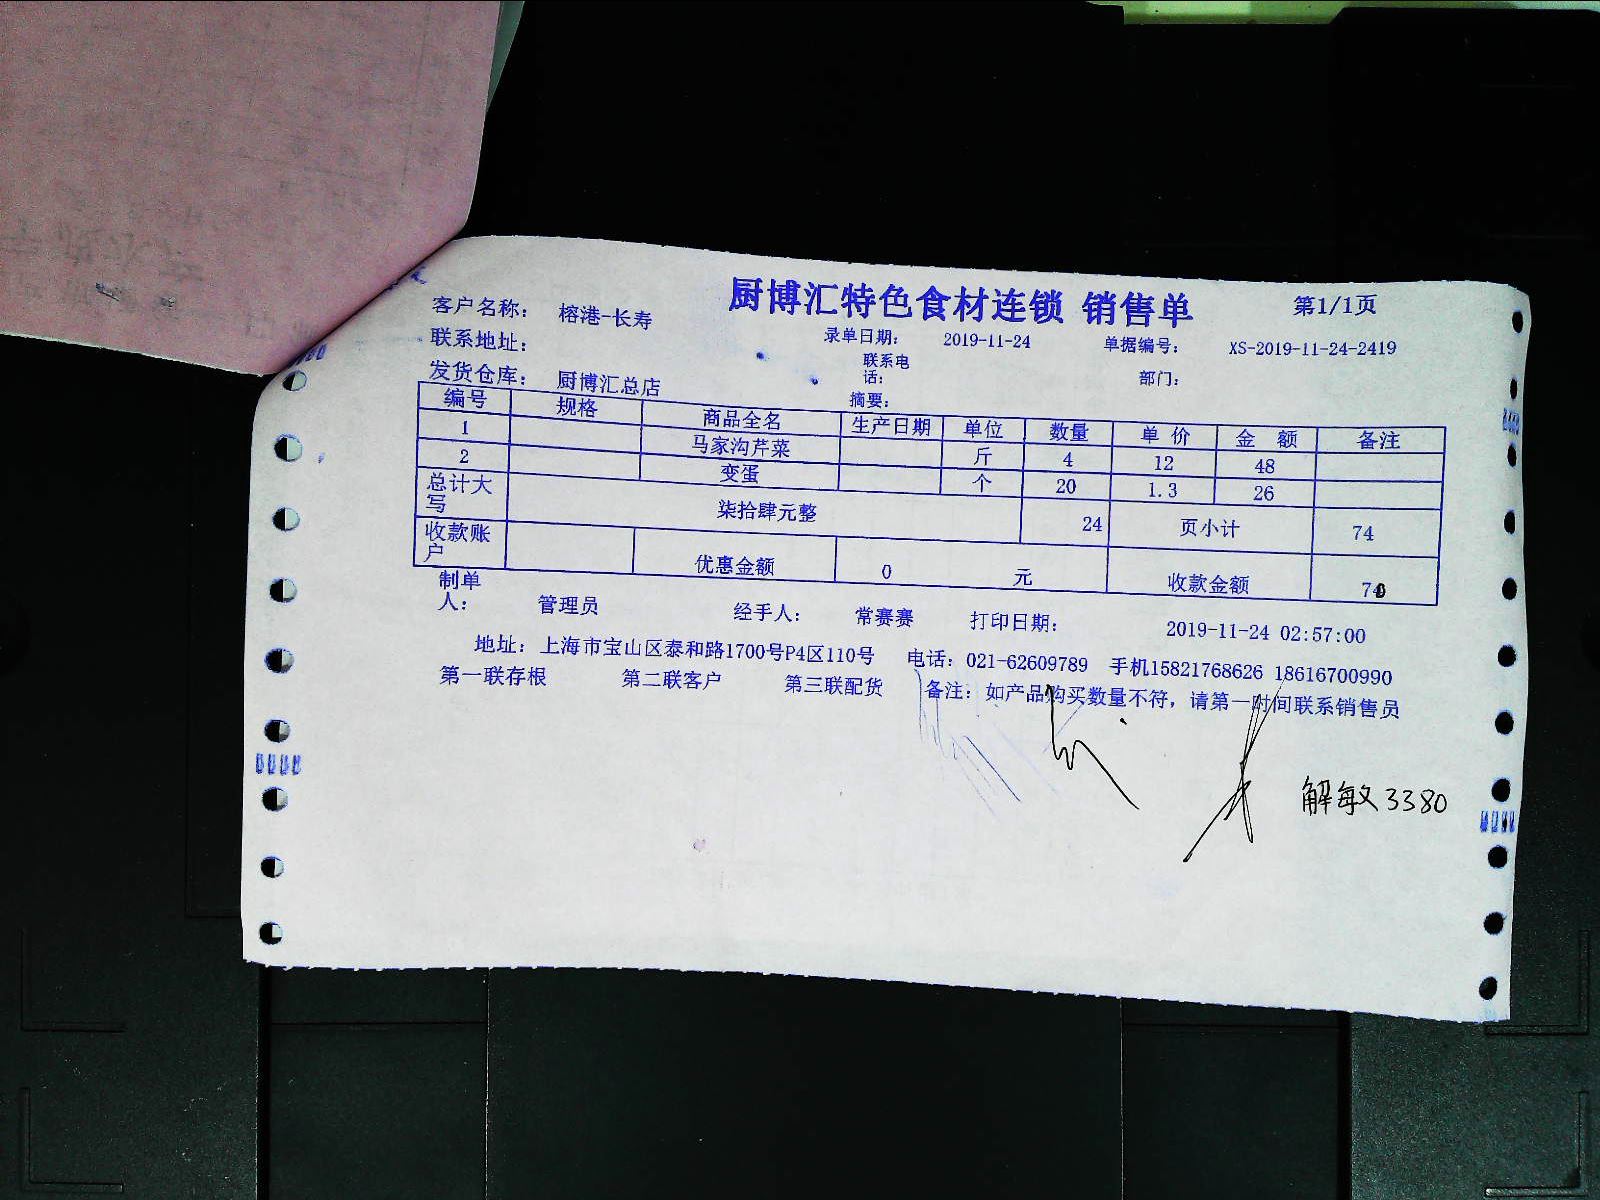 厨博汇特色食材连锁 销售单 第1/1页
客户名称： 榕港-长寿
录单日期： 2019-11-24 单据编号： XS-2019-11-24-2419
联系地址： 联系电话： 部门：
发货仓库： 厨博汇总店 摘要：
编号 规格 商品全名 生产日期 单位 数量 单价 金额 备注
1 马家沟芹菜 斤 4 12 48
2 变蛋 个 20 1.3 26
总计大写 柒拾肆元整 24 页小计 74
收款账户 优惠金额 0 元 收款金额
制单人： 管理员 经手人： 常赛赛 打印日期： 2019-11-24 02:57:00
地址：上海市宝山区泰和路1700号P4区110号 电话：021-62609789 手机15821768626 18616700990
第一联存根 第二联客户 第三联配货 备注：如产品购买数量不符，请第一时间联系销售员
解敏3380